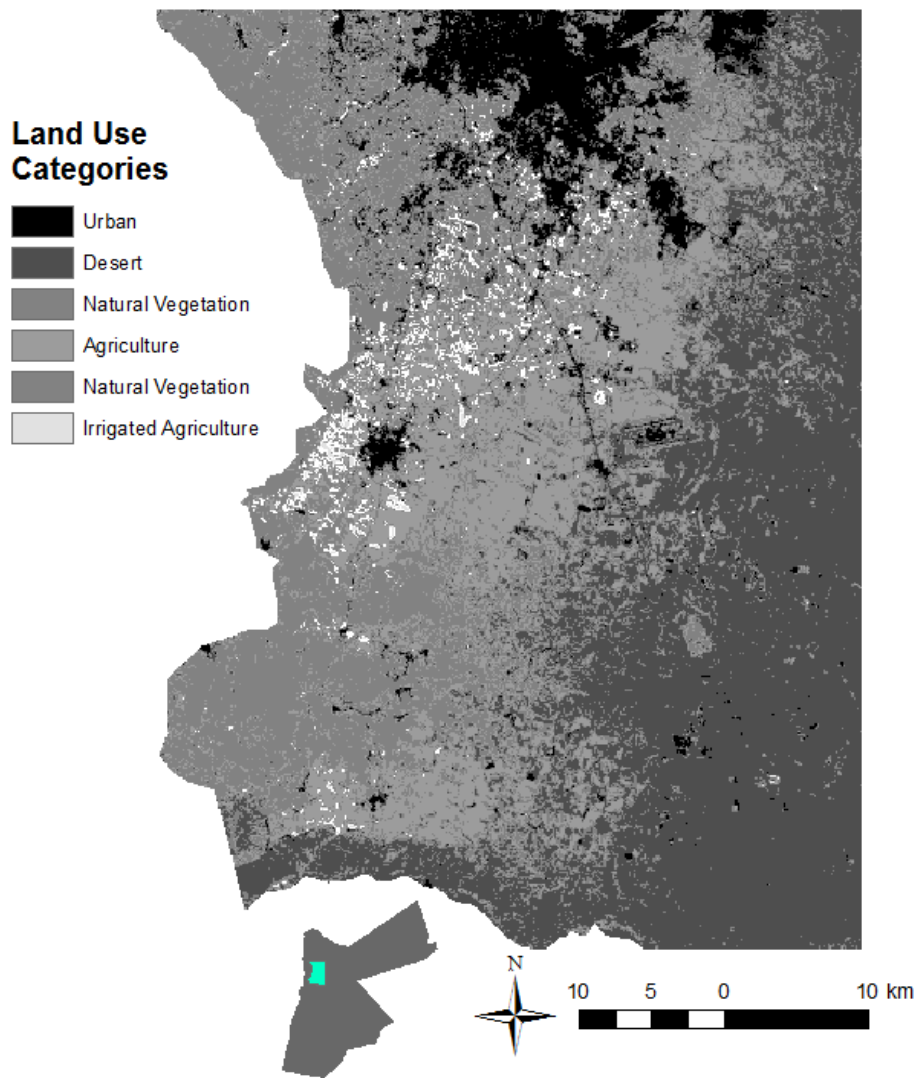 Land Use
Categories
Urban
Desert
Natural Vegetation
Agriculture
Natural Vegetation
Irrigated Agriculture
N
10 5 0 10 km